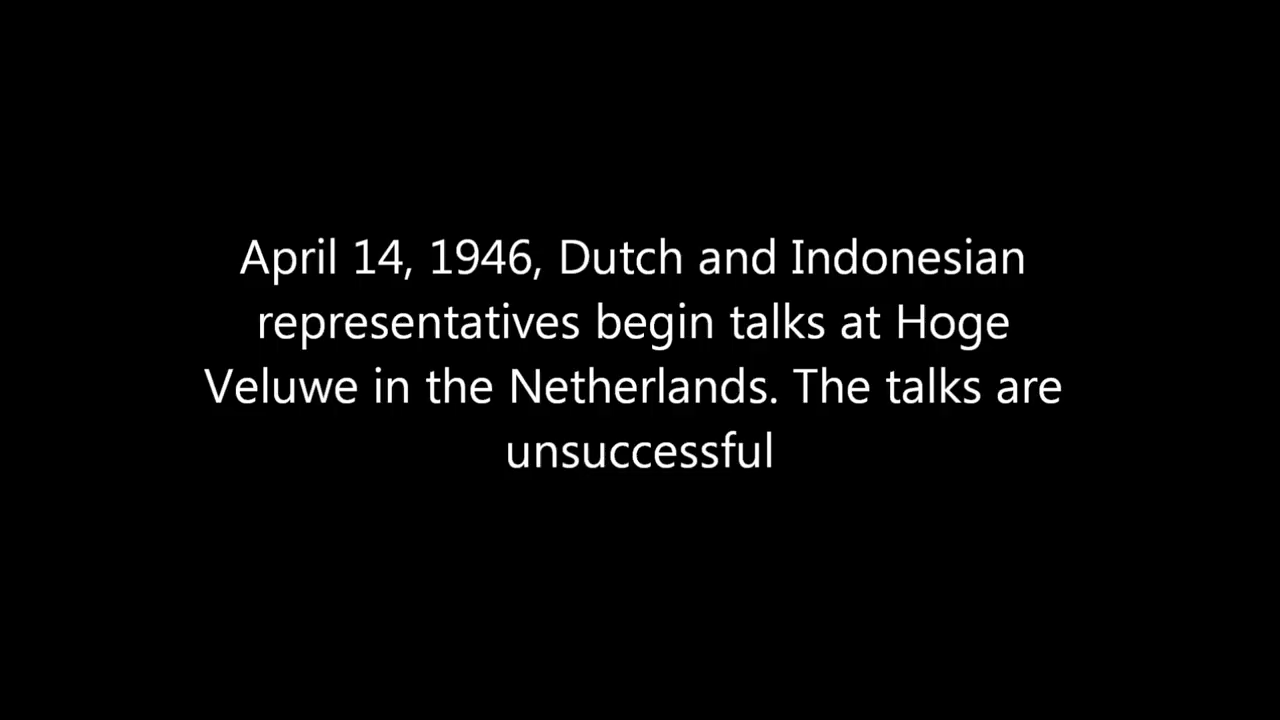 April 14, 1946, Dutch and Indonesian
representatives begin talks at Hoge
Veluwe in the Netherlands. The talks are
unsuccessful